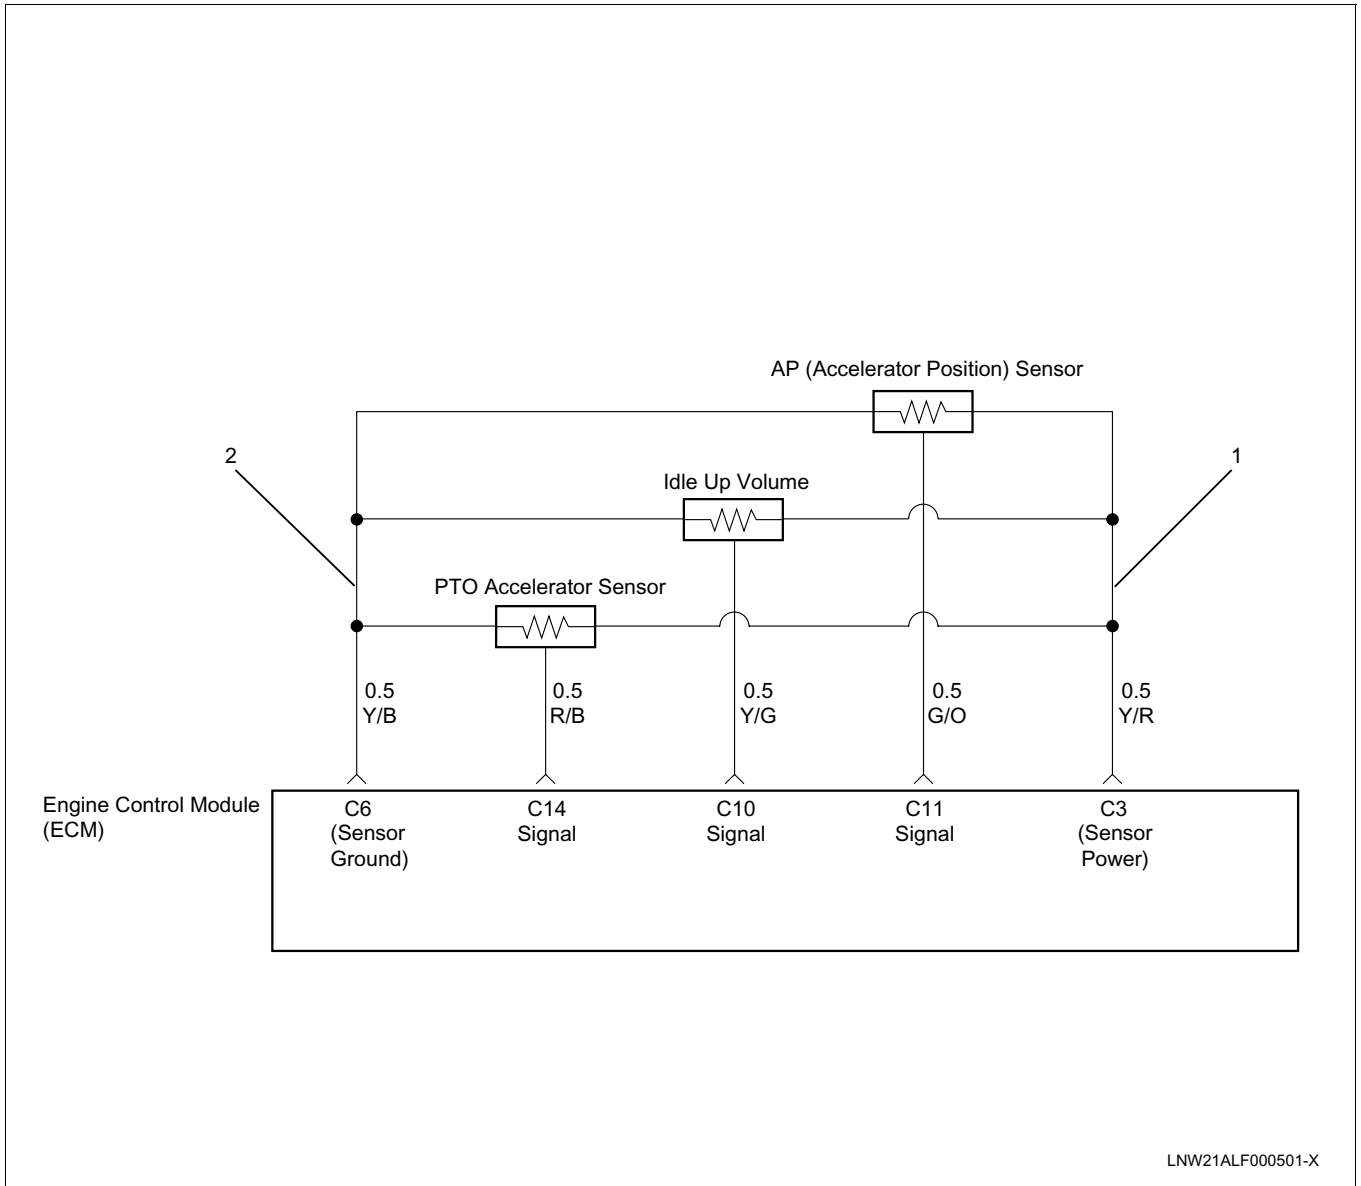 AP (Accelerator Position) Sensor
2
1
Idle Up Volume
PTO Accelerator Sensor
0.5 0.5 0.5 0.5 0.5
Y/B R/B Y/G G/O Y/R
Engine Control Module
(ECM)
C6 C14 C10 C11 C3
(Sensor Signal Signal Signal (Sensor
Ground) Power)
LNW21ALF000501-X